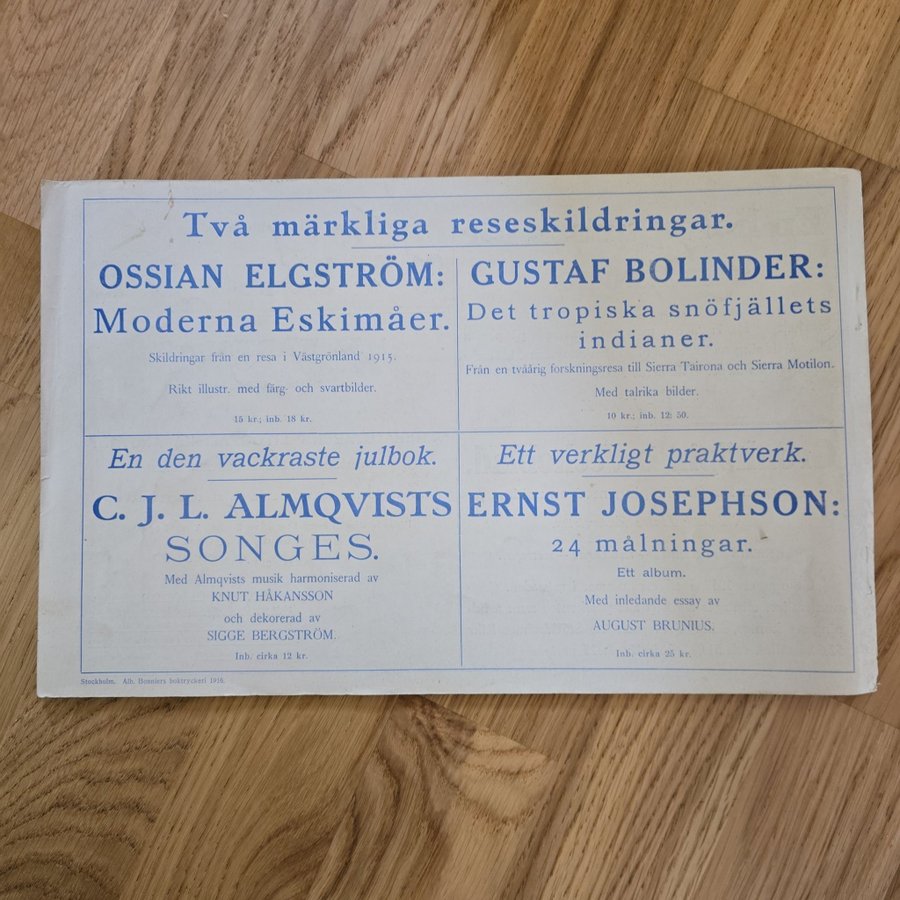 Två märkliga reseskildringar.
OSSIAN ELGSTRÖM:
Moderna Eskimåer.
Skildringar från en resa i Västgrönland 1915.
Rikt illustr. med färg- och svartbilder.
15 kr.; inb. 18 kr.
GUSTAF BOLINDER:
Det tropiska snöfjällets
indianer.
Från en tvåårig forskningsresa till Sierra Tairona och Sierra Motilon.
Med talrika bilder.
10 kr.; inb. 12: 50.
En den vackraste julbok.
C. J. L. ALMQVISTS
SONGES.
Med Almqvists musik harmoniserad av
KNUT HÅKANSSON
och dekorerad av
SIGGE BERGSTRÖM.
Inb. cirka 12 kr.
Ett verkligt praktverk.
ERNST JOSEPHSON:
24 målningar.
Ett album.
Med inledande essay av
AUGUST BRUNIUS.
Inb. cirka 25 kr.
Stockholm. Alb. Bonniers boktryckeri 1916.